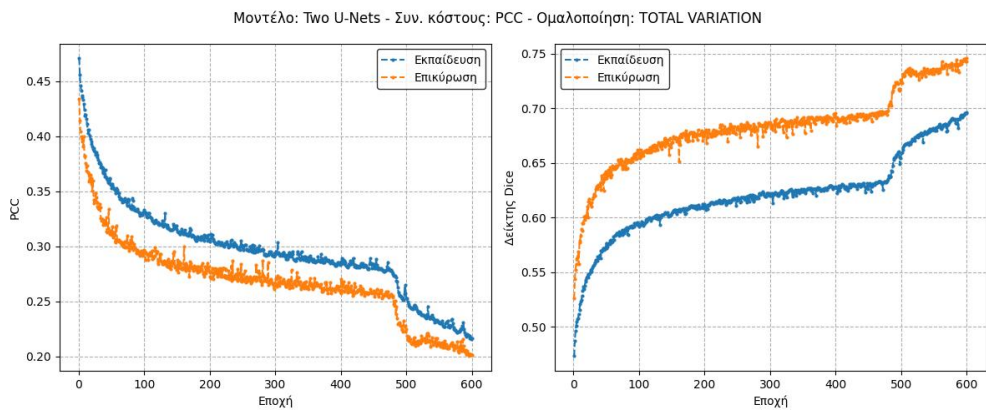 Μοντέλο: Two U-Nets - Συν. κόστους: PCC - Ομαλοποίηση: TOTAL VARIATION
PCC
0.45
0.40
0.35
0.30
0.25
0.20
0 100 200 300 400 500 600
Εποχή
Εκπαίδευση
Επικύρωση
Δείκτης Dice
0.75
0.70
0.65
0.60
0.55
0.50
0 100 200 300 400 500 600
Εποχή
Εκπαίδευση
Επικύρωση